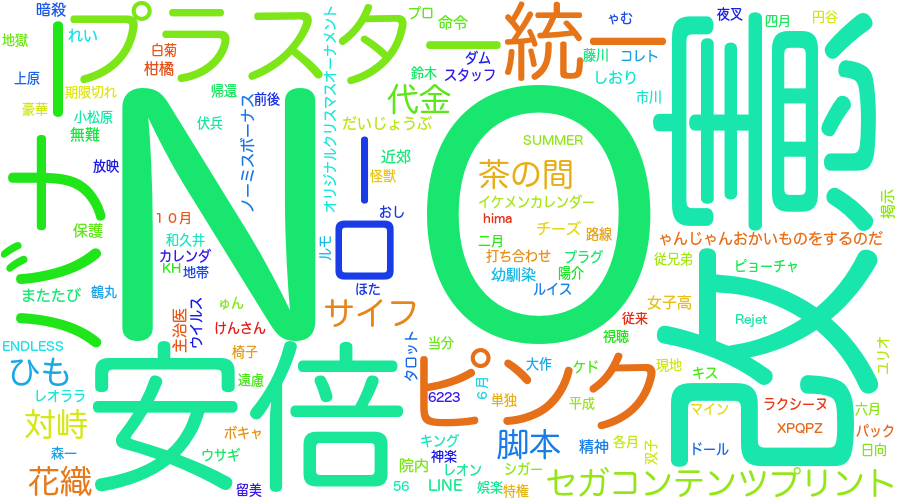 暗殺
プラスター
統一
改憲
プロ
命令
ゃむ
夜叉
四月
円谷
地獄
れい
白菊
柑橘
ダム
スタッフ
藤川
コレト
しおり
上原
鈴木
代金
市川
期限切れ
帰還
前後
豪華
小松原
無難
伏兵
だいじょうぶ
SUMMER
バケー
NO
ノーミスボーナス
オリジナルクリスマスオーナメント
放映
近郊
怪獣
茶の間
イケメンカレンダー
hima
チーズ
路線
掲示
保護
10月
和久井
カレンダ
KH
地帯
ルモ
おし
二月
打ち合わせ
プラグ
陽介
幼馴染
ルイス
ゃんじゃんおかいものをするのだ
従兄弟
ピョーチャ
またたび
鶴丸
ロー
ほた
サイフ
女子高
主治医
ウイルス
ゅん
けんさん
従来
視聴
Rejet
ENDLESS
ひも
椅子
遠慮
タロット
当分
大作
ケド
現地
キス
ユリオ
レオララ
安倍
ピンク
6223
6月
単独
平成
マイン
ラクシーヌ
六月
対峙
ボキャ
XPQPZ
パック
森一
ウサギ
キング
神楽
脚本
精神
各月
双子
ドール
日向
花織
留美
院内
レオン
シガー
56
LINE
娯楽
特権
セガコンテンツプリント